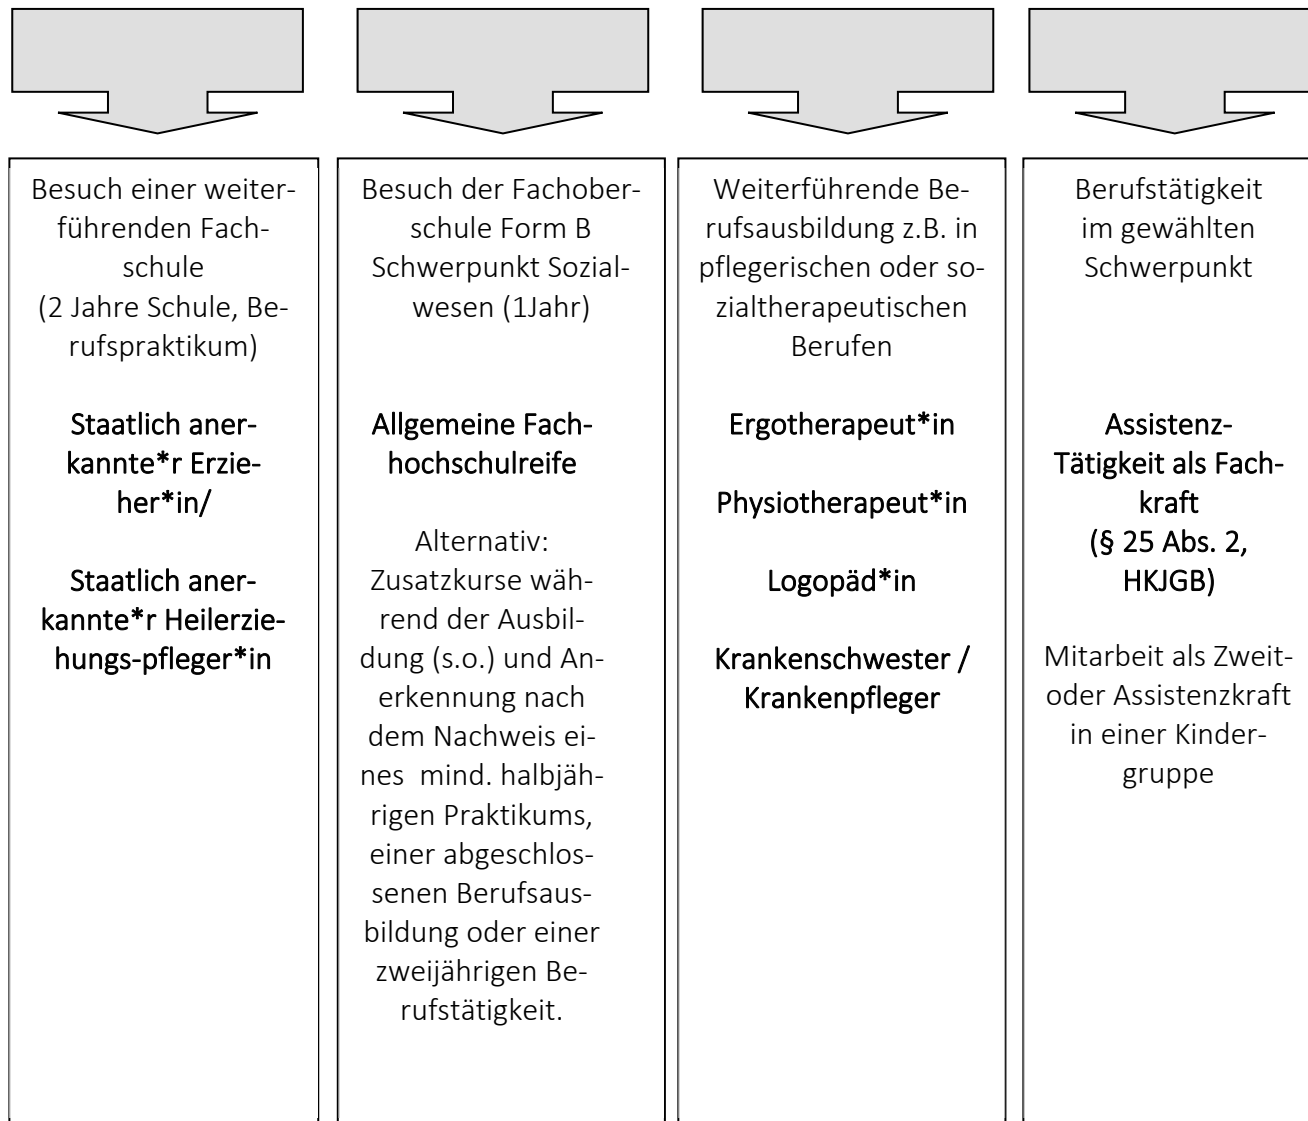 Besuch einer weiter-
führenden Fach-
schule
(2 Jahre Schule, Be-
rufspraktikum)
Staatlich aner-
kannte*r Erzie-
her*in/
Staatlich aner-
kannte*r Heilerzie-
hungs-pfleger*in
Besuch der Fachober-
schule Form B
Schwerpunkt Sozial-
wesen (1Jahr)
Allgemeine Fach-
hochschulreife
Alternativ:
Zusatzkurse wäh-
rend der Ausbil-
dung (s.o.) und An-
erkennung nach
dem Nachweis ei-
nes  mind. halbjäh-
rigen Praktikums,
einer abgeschlos-
senen Berufsaus-
bildung oder einer
zweijährigen Be-
rufstätigkeit.
Weiterführende Be-
rufsausbildung z.B. in
pflegerischen oder so-
zialtherapeutischen
Berufen
Ergotherapeut*in
Physiotherapeut*in
Logopäd*in
Krankenschwester /
Krankenpfleger
Berufstätigkeit
im gewählten
Schwerpunkt
Assistenz-
Tätigkeit als Fach-
kraft
(§ 25 Abs. 2,
HKJGB)
Mitarbeit als Zweit-
oder Assistenzkraft
in einer Kinder-
gruppe